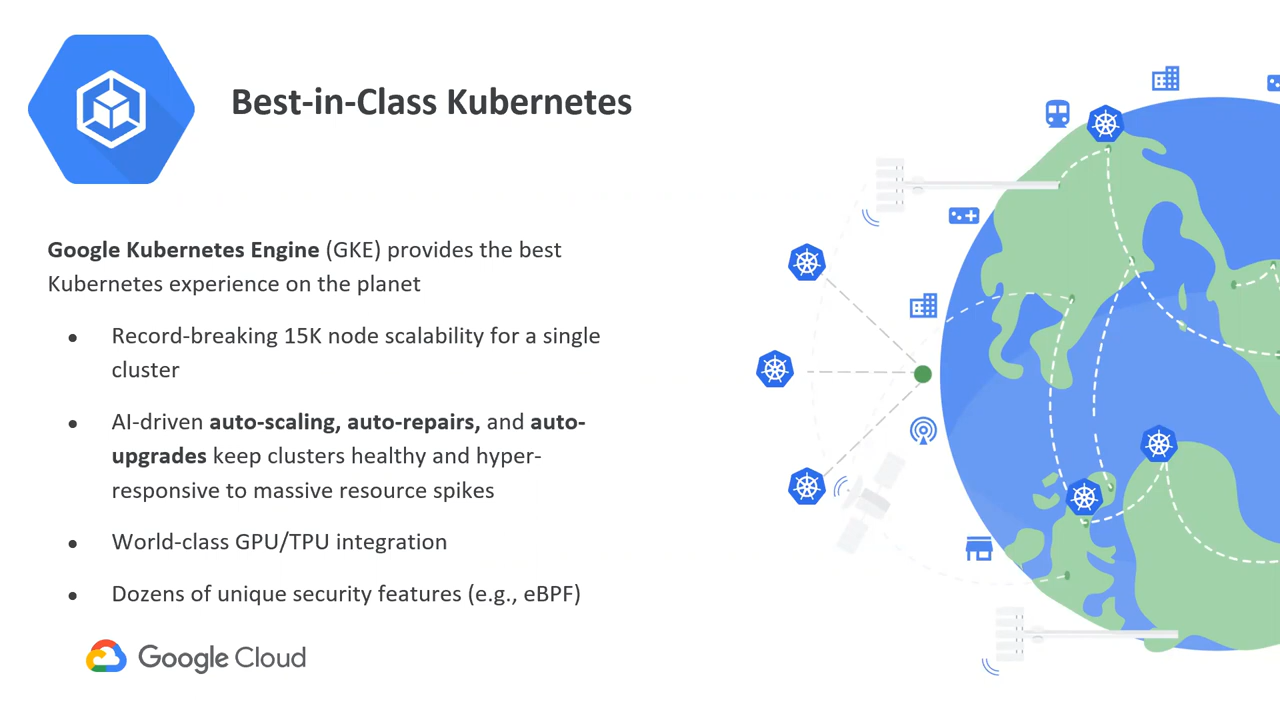 Best-in-Class Kubernetes
Google Kubernetes Engine (GKE) provides the best
Kubernetes experience on the planet
● Record-breaking 15K node scalability for a single
cluster
● AI-driven auto-scaling, auto-repairs, and auto-
upgrades keep clusters healthy and hyper-
responsive to massive resource spikes
● World-class GPU/TPU integration
● Dozens of unique security features (e.g., eBPF)
Google Cloud